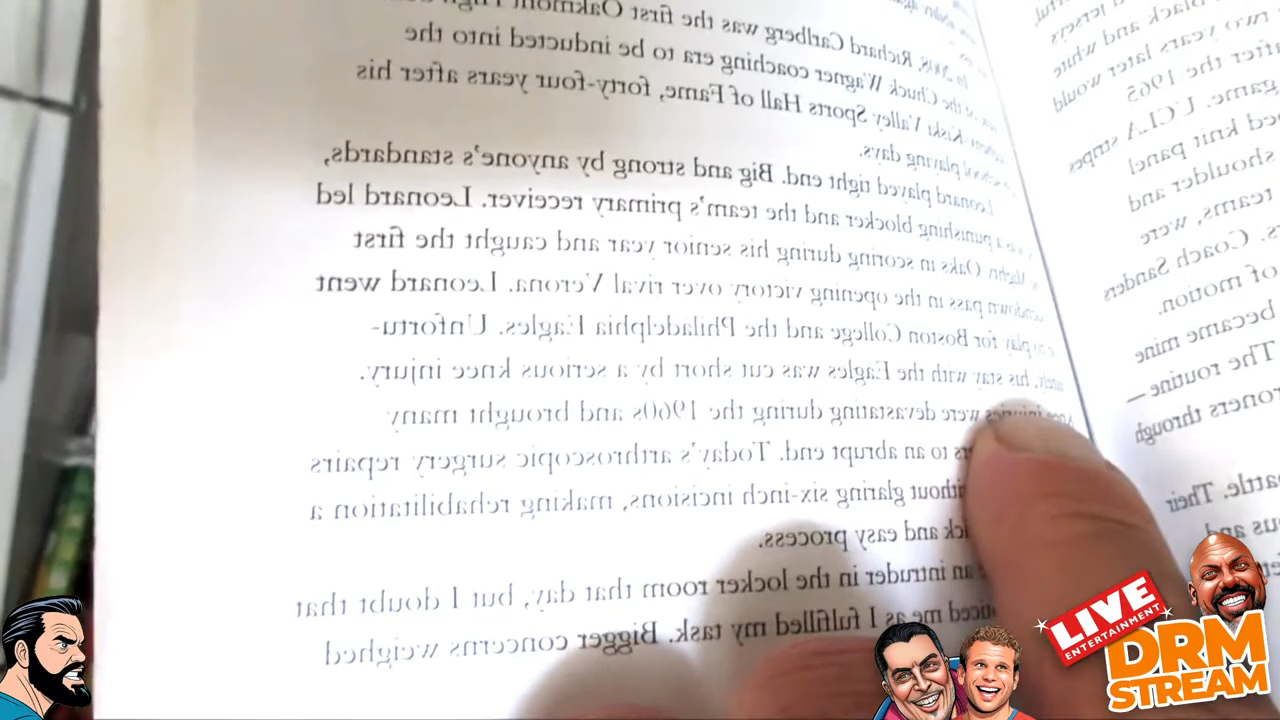 In 2008, Richard Carlberg was the first Oakmont High
of the Chuck Wagner coaching era to be inducted into the
Kiski Valley Sports Hall of Fame, forty-four years after his
school playing days.
Leonard played tight end. Big and strong by anyone's standards,
a punishing blocker and the team's primary receiver. Leonard led
Oaks in scoring during his senior year and caught the first
pass in the opening victory over rival Verona. Leonard went
to play for Boston College and the Philadelphia Eagles. Unfortu-
his stay with the Eagles was cut short by a serious knee injury.
injuries were devastating during the 1960s and brought many
to an abrupt end. Today's arthroscopic surgery repairs
without glaring six-inch incisions, making rehabilitation a
and easy process.
an intruder in the locker room that day, but I doubt that
me as I fulfilled my task. Bigger concerns weighed
black and white
two years later would
after the 1965
game. UCLA stripes
knit panel
shoulder and
teams, were
Coach Sanders
of motion.
became mine
The routine—
through
Their
LIVE
ENTERTAINMENT
DRM
STREAM